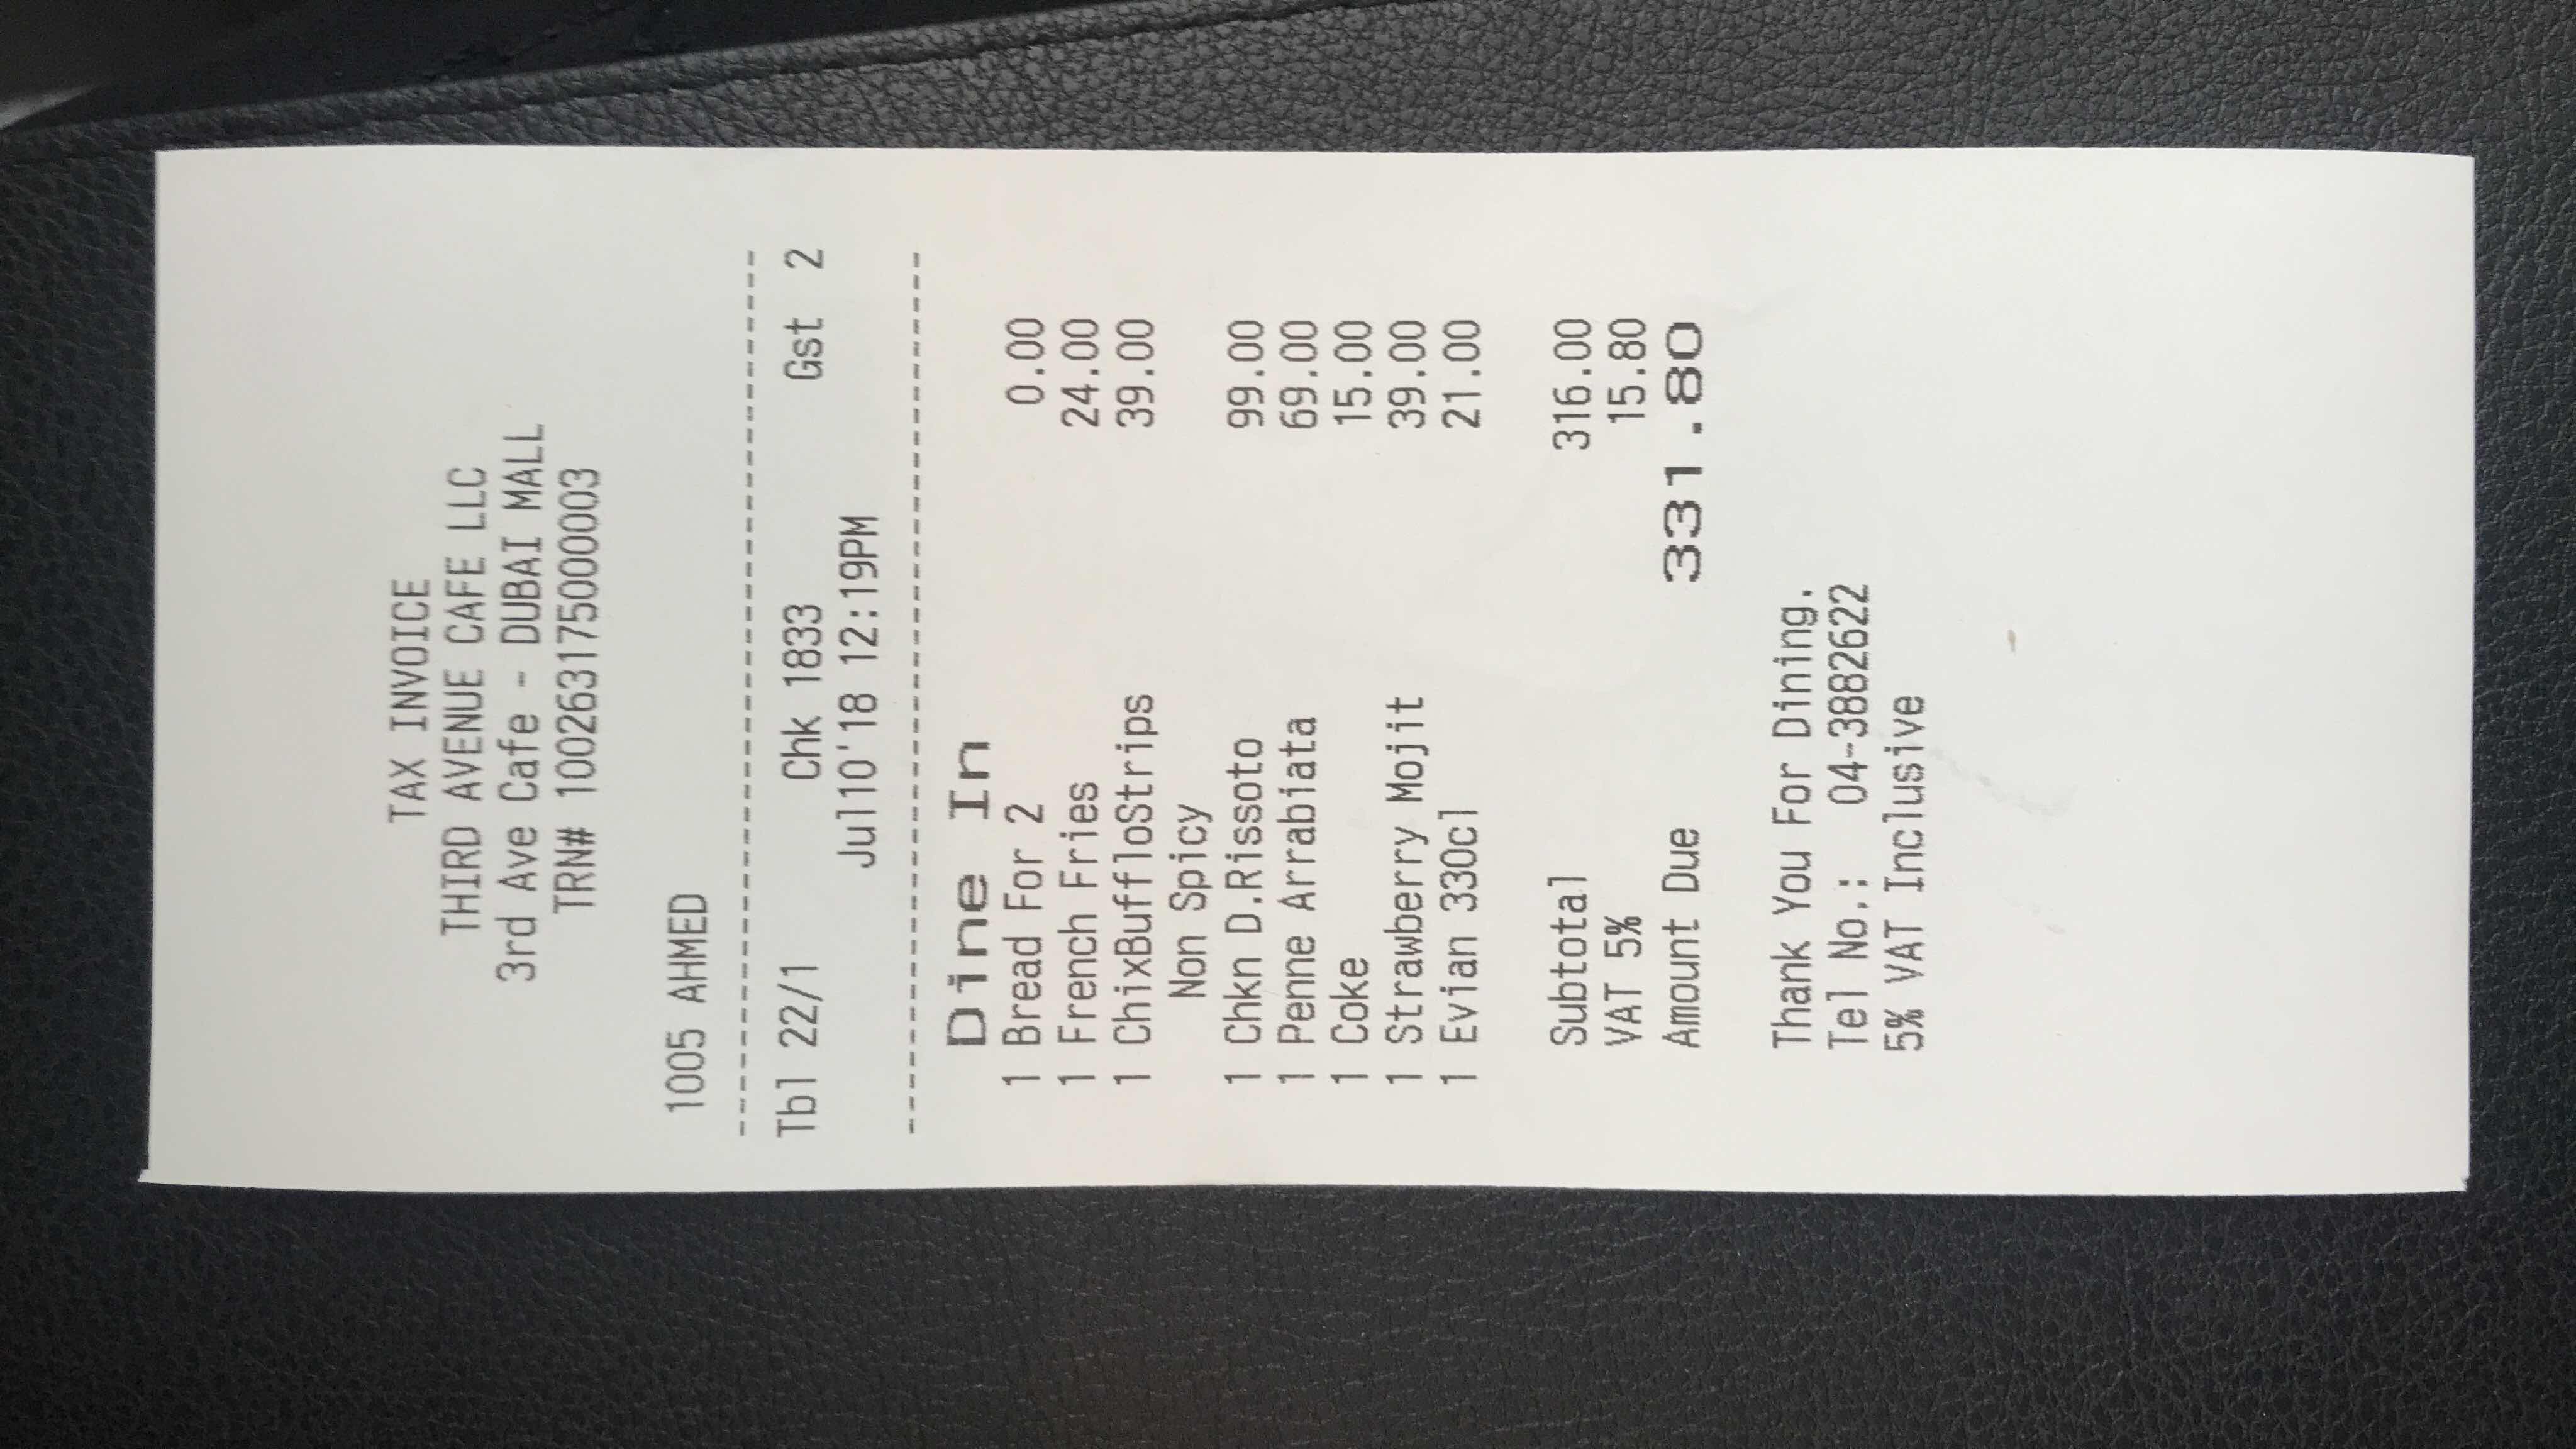 TAX INVOICE
THIRD AVENUE CAFE LLC
3rd Ave Cafe - DUBAI MALL
TRN# 100263175000003
1005 AHMED
----------------------------------------
Tbl 22/1 Chk 1833 Gst 2
Jul10'18 12:19PM
----------------------------------------
Dine In
1 Bread For 2 0.00
1 French Fries 24.00
1 ChixBuffloStrips 39.00
Non Spicy
1 Chkn D.Rissoto 99.00
1 Penne Arrabiata 69.00
1 Coke 15.00
1 Strawberry Mojit 39.00
1 Evian 330cl 21.00
Subtotal 316.00
VAT 5% 15.80
Amount Due 331.80
Thank You For Dining.
Tel No.: 04-3882622
5% VAT Inclusive